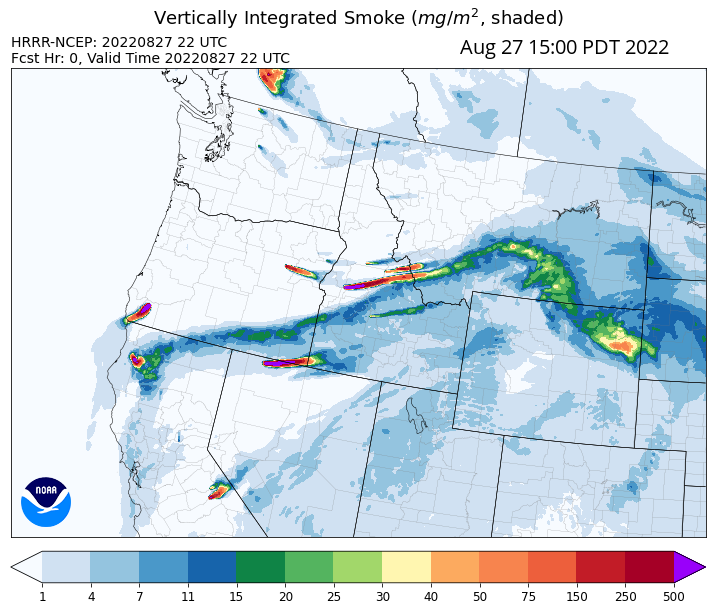 Vertically Integrated Smoke (mg/m², shaded)
HRRR-NCEP: 20220827 22 UTC
Fcst Hr: 0, Valid Time 20220827 22 UTC
Aug 27 15:00 PDT 2022
NOAA
1 4 7 11 15 20 25 30 40 50 75 150 250 500